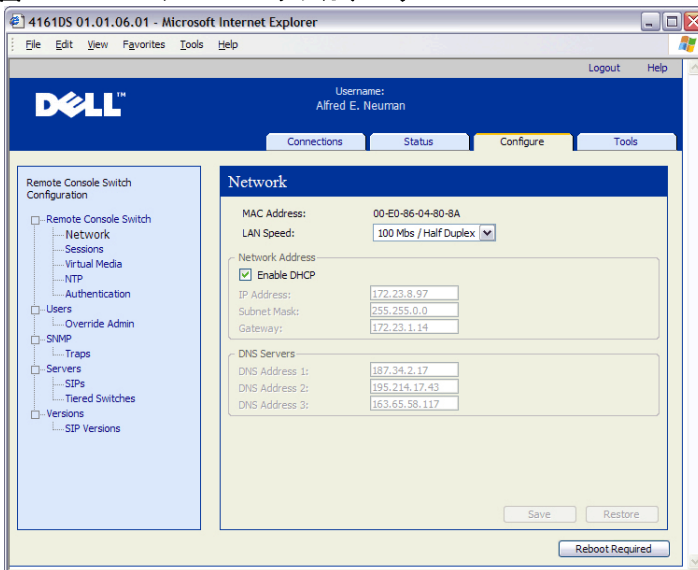 4161DS 01.01.06.01 - Microsoft Internet Explorer
File Edit View Favorites Tools Help
Logout Help
DELL™
Username:
Alfred E. Neuman
Connections Status Configure Tools
Remote Console Switch
Configuration
Remote Console Switch
Network
Sessions
Virtual Media
NTP
Authentication
Users
Override Admin
SNMP
Traps
Servers
SIPs
Tiered Switches
Versions
SIP Versions
Network
MAC Address: 00-E0-86-04-80-8A
LAN Speed: 100 Mbs / Half Duplex
Network Address
Enable DHCP
IP Address: 172.23.8.97
Subnet Mask: 255.255.0.0
Gateway: 172.23.1.14
DNS Servers
DNS Address 1: 187.34.2.17
DNS Address 2: 195.214.17.43
DNS Address 3: 163.65.58.117
Save Restore
Reboot Required